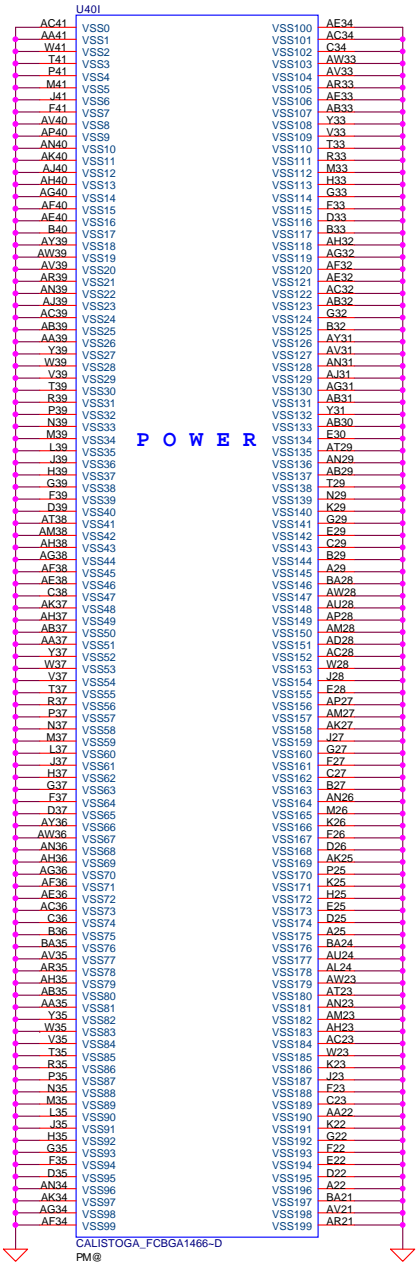 U40I
AC41 VSS0 VSS100 AE34
AA41 VSS1 VSS101 AC34
W41 VSS2 VSS102 C34
T41 VSS3 VSS103 AW33
P41 VSS4 VSS104 AV33
M41 VSS5 VSS105 AR33
J41 VSS6 VSS106 AE33
F41 VSS7 VSS107 AB33
AV40 VSS8 VSS108 Y33
AP40 VSS9 VSS109 V33
AN40 VSS10 VSS110 T33
AK40 VSS11 VSS111 R33
AJ40 VSS12 VSS112 M33
AH40 VSS13 VSS113 H33
AG40 VSS14 VSS114 G33
AF40 VSS15 VSS115 F33
AE40 VSS16 VSS116 D33
B40 VSS17 VSS117 B33
AY39 VSS18 VSS118 AH32
AW39 VSS19 VSS119 AG32
AV39 VSS20 VSS120 AF32
AR39 VSS21 VSS121 AE32
AN39 VSS22 VSS122 AC32
AJ39 VSS23 VSS123 AB32
AC39 VSS24 VSS124 G32
AB39 VSS25 VSS125 B32
AA39 VSS26 VSS126 AY31
Y39 VSS27 VSS127 AV31
W39 VSS28 VSS128 AN31
V39 VSS29 VSS129 AJ31
T39 VSS30 VSS130 AG31
R39 VSS31 VSS131 AB31
P39 VSS32 VSS132 Y31
N39 VSS33 VSS133 AB30
M39 VSS34 P O W E R VSS134 E30
L39 VSS35 VSS135 AT29
J39 VSS36 VSS136 AN29
H39 VSS37 VSS137 AB29
G39 VSS38 VSS138 T29
F39 VSS39 VSS139 N29
D39 VSS40 VSS140 K29
AT38 VSS41 VSS141 G29
AM38 VSS42 VSS142 E29
AH38 VSS43 VSS143 C29
AG38 VSS44 VSS144 B29
AF38 VSS45 VSS145 A29
AE38 VSS46 VSS146 BA28
C38 VSS47 VSS147 AW28
AK37 VSS48 VSS148 AU28
AH37 VSS49 VSS149 AP28
AB37 VSS50 VSS150 AM28
AA37 VSS51 VSS151 AD28
Y37 VSS52 VSS152 AC28
W37 VSS53 VSS153 W28
V37 VSS54 VSS154 J28
T37 VSS55 VSS155 E28
R37 VSS56 VSS156 AP27
P37 VSS57 VSS157 AM27
N37 VSS58 VSS158 AK27
M37 VSS59 VSS159 J27
L37 VSS60 VSS160 G27
J37 VSS61 VSS161 F27
H37 VSS62 VSS162 C27
G37 VSS63 VSS163 B27
F37 VSS64 VSS164 AN26
D37 VSS65 VSS165 M26
AY36 VSS66 VSS166 K26
AW36 VSS67 VSS167 F26
AN36 VSS68 VSS168 D26
AH36 VSS69 VSS169 AK25
AG36 VSS70 VSS170 P25
AF36 VSS71 VSS171 K25
AE36 VSS72 VSS172 H25
AC36 VSS73 VSS173 E25
C36 VSS74 VSS174 D25
B36 VSS75 VSS175 A25
BA35 VSS76 VSS176 BA24
AV35 VSS77 VSS177 AU24
AR35 VSS78 VSS178 AL24
AH35 VSS79 VSS179 AW23
AB35 VSS80 VSS180 AT23
AA35 VSS81 VSS181 AN23
Y35 VSS82 VSS182 AM23
W35 VSS83 VSS183 AH23
V35 VSS84 VSS184 AC23
T35 VSS85 VSS185 W23
R35 VSS86 VSS186 K23
P35 VSS87 VSS187 J23
N35 VSS88 VSS188 F23
M35 VSS89 VSS189 C23
L35 VSS90 VSS190 AA22
J35 VSS91 VSS191 K22
H35 VSS92 VSS192 G22
G35 VSS93 VSS193 F22
F35 VSS94 VSS194 E22
D35 VSS95 VSS195 D22
AN34 VSS96 VSS196 A22
AK34 VSS97 VSS197 BA21
AG34 VSS98 VSS198 AV21
AF34 VSS99 VSS199 AR21
CALISTOGA_FCBGA1466~D
PM@